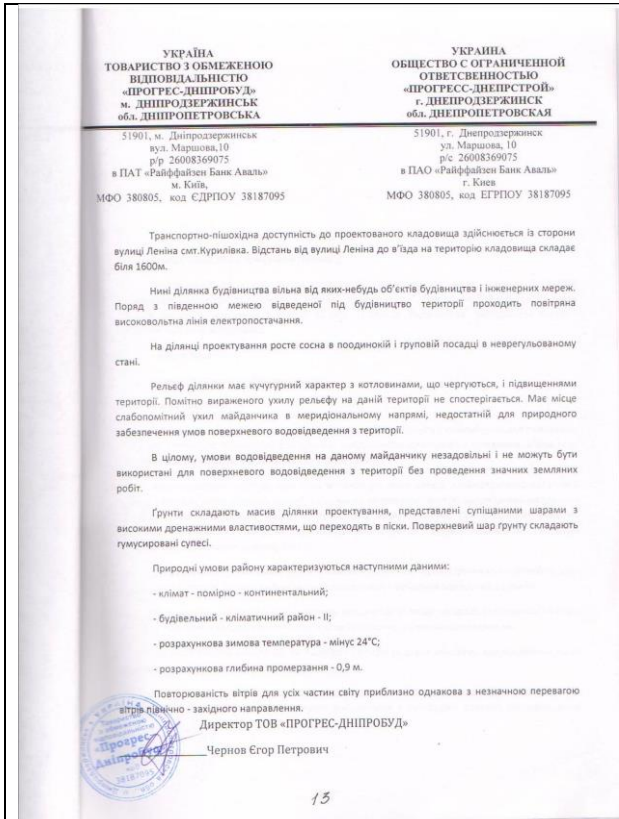 УКРАЇНА
ТОВАРИСТВО З ОБМЕЖЕНОЮ
ВІДПОВІДАЛЬНІСТЮ
«ПРОГРЕС-ДНІПРОБУД»
м. ДНІПРОДЗЕРЖИНСЬК
обл. ДНІПРОПЕТРОВСЬКА
УКРАИНА
ОБЩЕСТВО С ОГРАНИЧЕННОЙ
ОТВЕТСВЕННОСТЬЮ
«ПРОГРЕСС-ДНЕПРСТРОЙ»
г. ДНЕПРОДЗЕРЖИНСК
обл. ДНЕПРОПЕТРОВСКАЯ
51901, м. Дніпродзержинськ
вул. Маршова,10
р/р 26008369075
в ПАТ «Райффайзен Банк Аваль»
м. Київ,
МФО 380805, код ЄДРПОУ 38187095
51901, г. Днепродзержинск
ул. Маршова, 10
р/с 26008369075
в ПАО «Райффайзен Банк Аваль»
г. Киев
МФО 380805, код ЕГРПОУ 38187095
Транспортно-пішохідна доступність до проектованого кладовища здійснюється із сторони
вулиці Леніна смт.Курилівка. Відстань від вулиці Леніна до в'їзда на територію кладовища складає
біля 1600м.
Нині ділянка будівництва вільна від яких-небудь об'єктів будівництва і інженерних мереж.
Поряд з південною межею відведеної під будівництво території проходить повітряна
високовольтна лінія електропостачання.
На ділянці проектування росте сосна в поодинокій і груповій посадці в неврегульованому
стані.
Рельєф ділянки має кучугурний характер з котловинами, що чергуються, і підвищеннями
території. Помітно вираженого ухилу рельєфу на даній території не спостерігається. Має місце
слабопомітний ухил майданчика в меридіональному напрямі, недостатній для природного
забезпечення умов поверхневого водовідведення з території.
В цілому, умови водовідведення на даному майданчику незадовільні і не можуть бути
використані для поверхневого водовідведення з території без проведення значних земляних
робіт.
Ґрунти складають масив ділянки проектування, представлені супіщаними шарами з
високими дренажними властивостями, що переходять в піски. Поверхневий шар ґрунту складають
гумусировані супесі.
Природні умови району характеризуються наступними даними:
- клімат - помірно - континентальний;
- будівельний - кліматичний район - II;
- розрахункова зимова температура - мінус 24°С;
- розрахункова глибина промерзання - 0,9 м.
Повторюваність вітрів для усіх частин світу приблизно однакова з незначною перевагою
вітрів північно - західного направлення.
Директор ТОВ «ПРОГРЕС-ДНІПРОБУД»
Чернов Єгор Петрович
«Прогрес-
Дніпробуд»
38187095
13